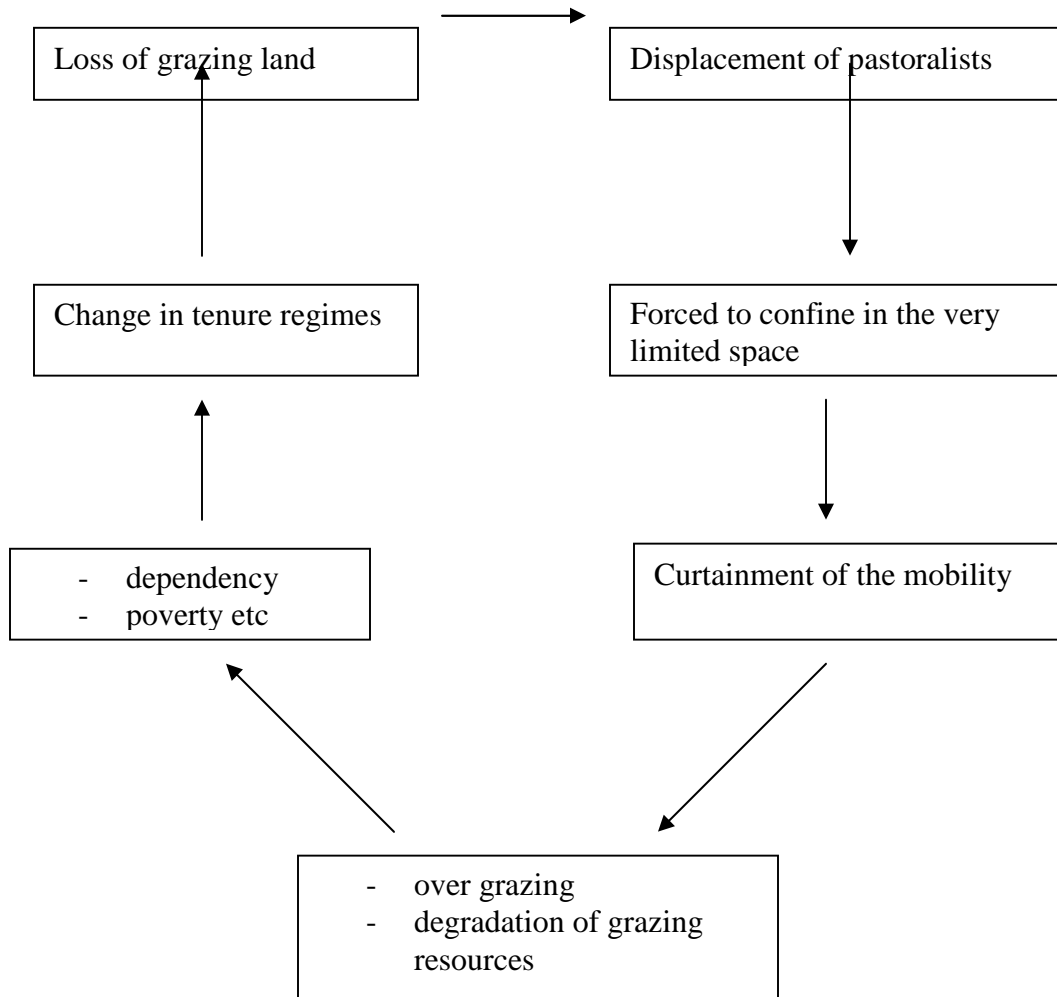 Loss of grazing land
Displacement of pastoralists
Change in tenure regimes
Forced to confine in the very
limited space
- dependency
- poverty etc
Curtainment of the mobility
- over grazing
- degradation of grazing
resources